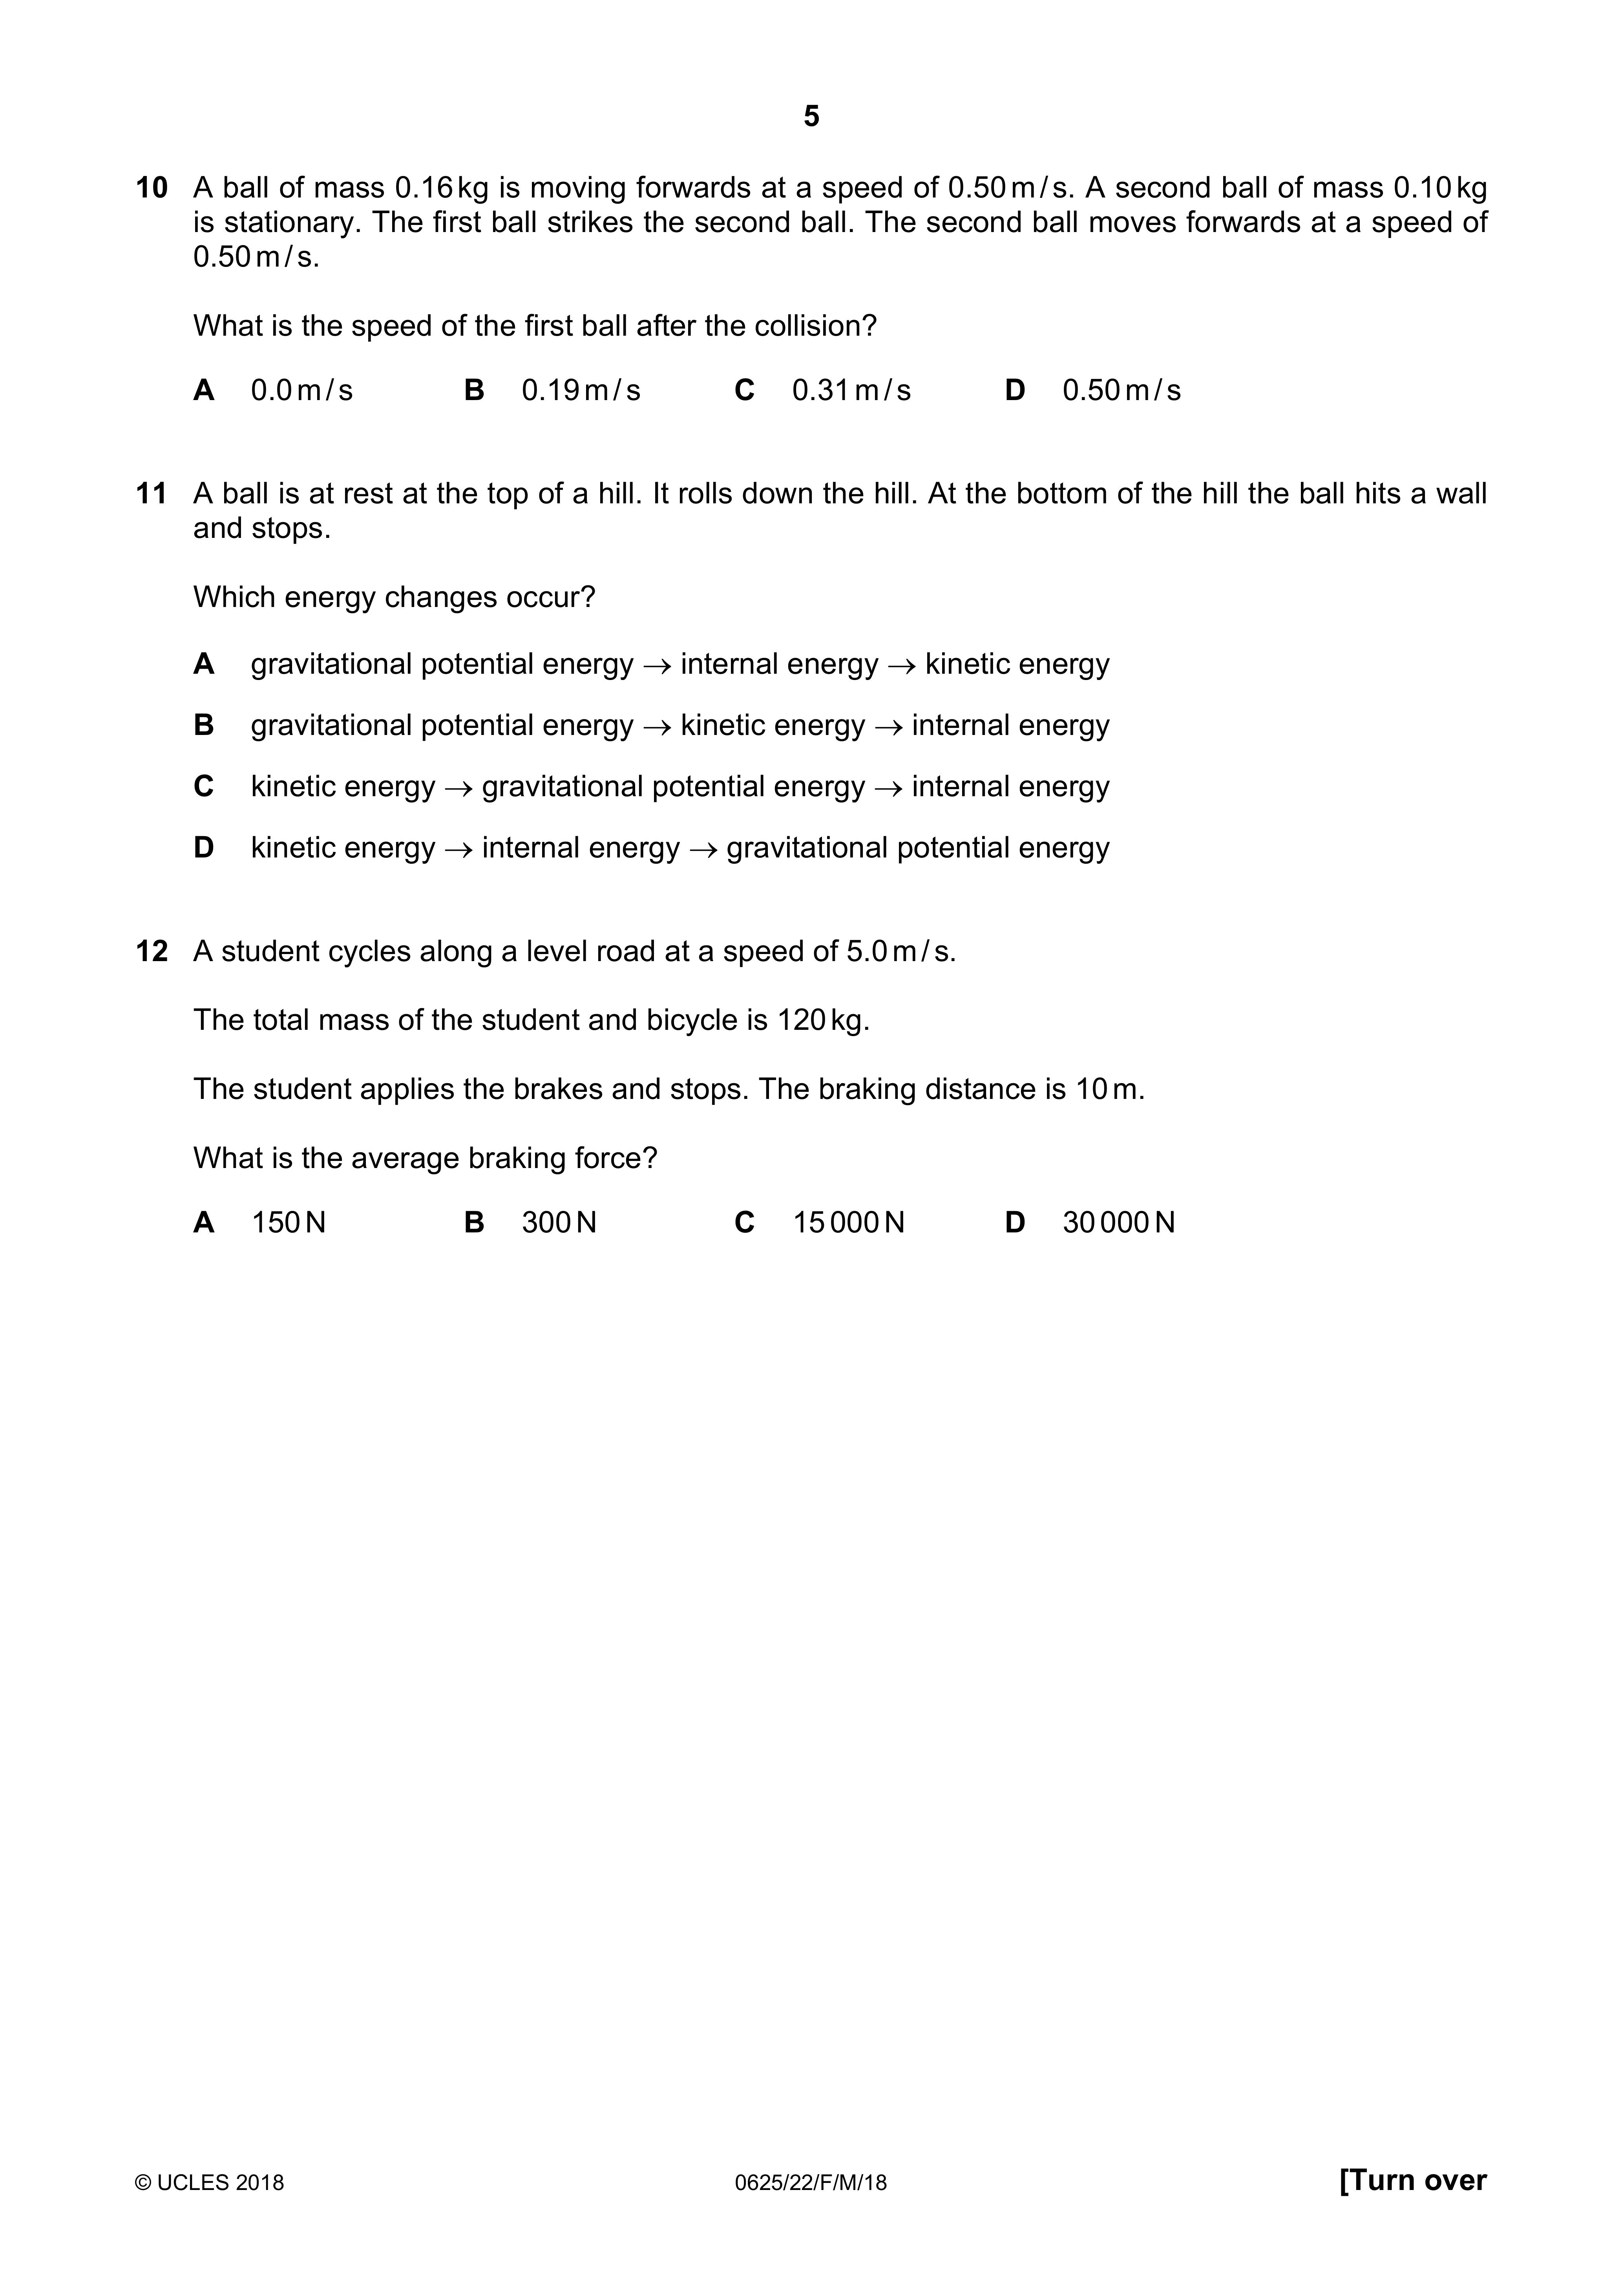 5
10 A ball of mass 0.16 kg is moving forwards at a speed of 0.50 m / s. A second ball of mass 0.10 kg
is stationary. The first ball strikes the second ball. The second ball moves forwards at a speed of
0.50 m / s.
What is the speed of the first ball after the collision?
A 0.0 m / s B 0.19 m / s C 0.31 m / s D 0.50 m / s
11 A ball is at rest at the top of a hill. It rolls down the hill. At the bottom of the hill the ball hits a wall
and stops.
Which energy changes occur?
A gravitational potential energy → internal energy → kinetic energy
B gravitational potential energy → kinetic energy → internal energy
C kinetic energy → gravitational potential energy → internal energy
D kinetic energy → internal energy → gravitational potential energy
12 A student cycles along a level road at a speed of 5.0 m / s.
The total mass of the student and bicycle is 120 kg.
The student applies the brakes and stops. The braking distance is 10 m.
What is the average braking force?
A 150 N B 300 N C 15 000 N D 30 000 N
© UCLES 2018 0625/22/F/M/18 [Turn over